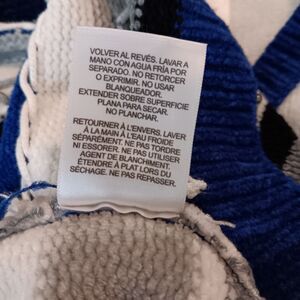 VOLVER AL REVÉS. LAVAR A
MANO CON AGUA FRÍA POR
SEPARADO. NO RETORCER
O EXPRIMIR. NO USAR
BLANQUEADOR.
EXTENDER SOBRE SUPERFICIE
PLANA PARA SECAR.
NO PLANCHAR.
RETOURNER À L'ENVERS. LAVER
À LA MAIN À L'EAU FROIDE
SÉPARÉMENT. NE PAS TORDRE
NI ESSORER. NE PAS UTILISER
AGENT DE BLANCHIMENT.
ÉTENDRE À PLAT LORS DU
SÉCHAGE. NE PAS REPASSER.